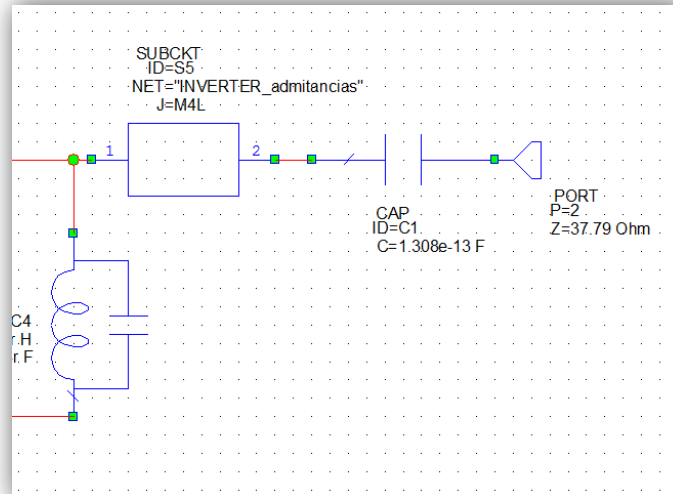 SUBCKT
ID=S5
NET="INVERTER_admitancias"
J=M4L
1
2
CAP
ID=C1
C=1.308e-13 F
PORT
P=2
Z=37.79 Ohm
C4
r.H
r.F